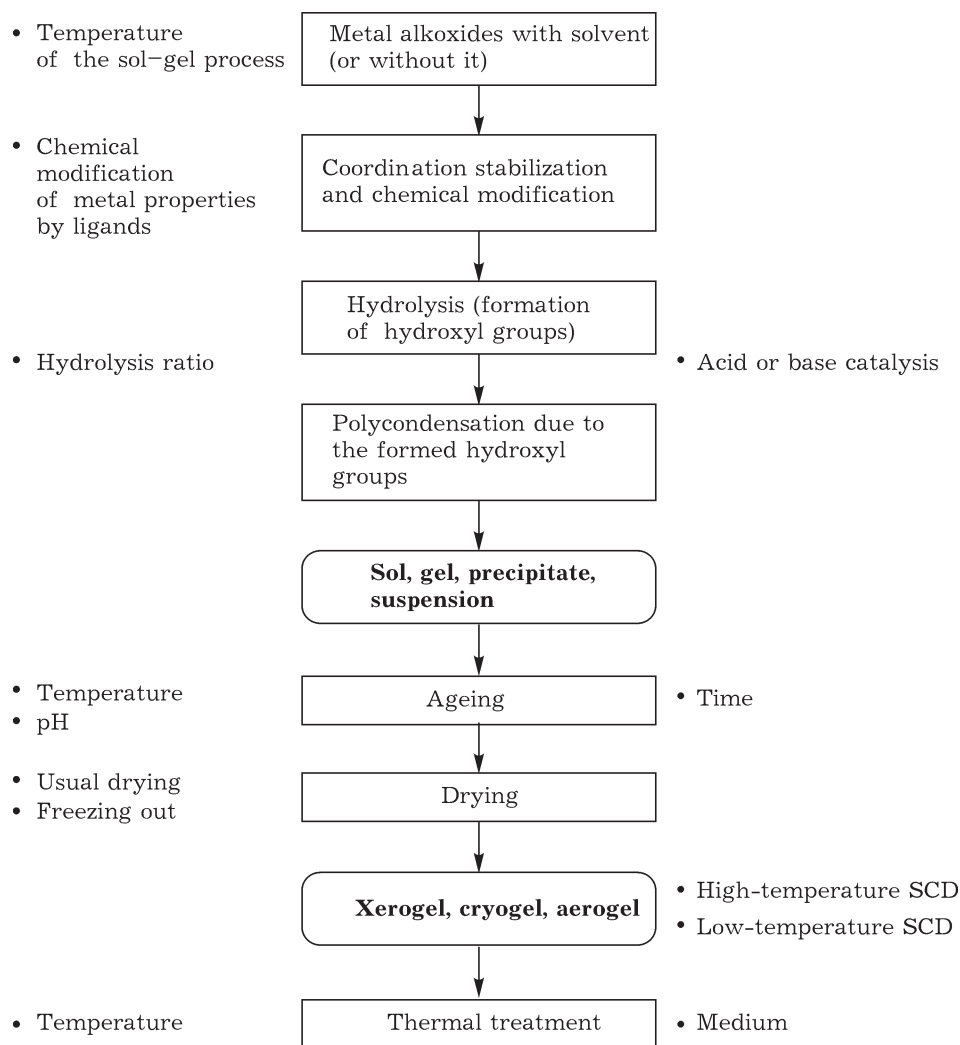 • Temperature
of the sol–gel process
Metal alkoxides with solvent
(or without it)
• Chemical
modification
of metal properties
by ligands
Coordination stabilization
and chemical modification
Hydrolysis (formation
of hydroxyl groups)
• Hydrolysis ratio
• Acid or base catalysis
Polycondensation due to
the formed hydroxyl
groups
Sol, gel, precipitate,
suspension
• Temperature
• pH
Ageing
• Time
• Usual drying
• Freezing out
Drying
Xerogel, cryogel, aerogel
• High-temperature SCD
• Low-temperature SCD
• Temperature
Thermal treatment
• Medium